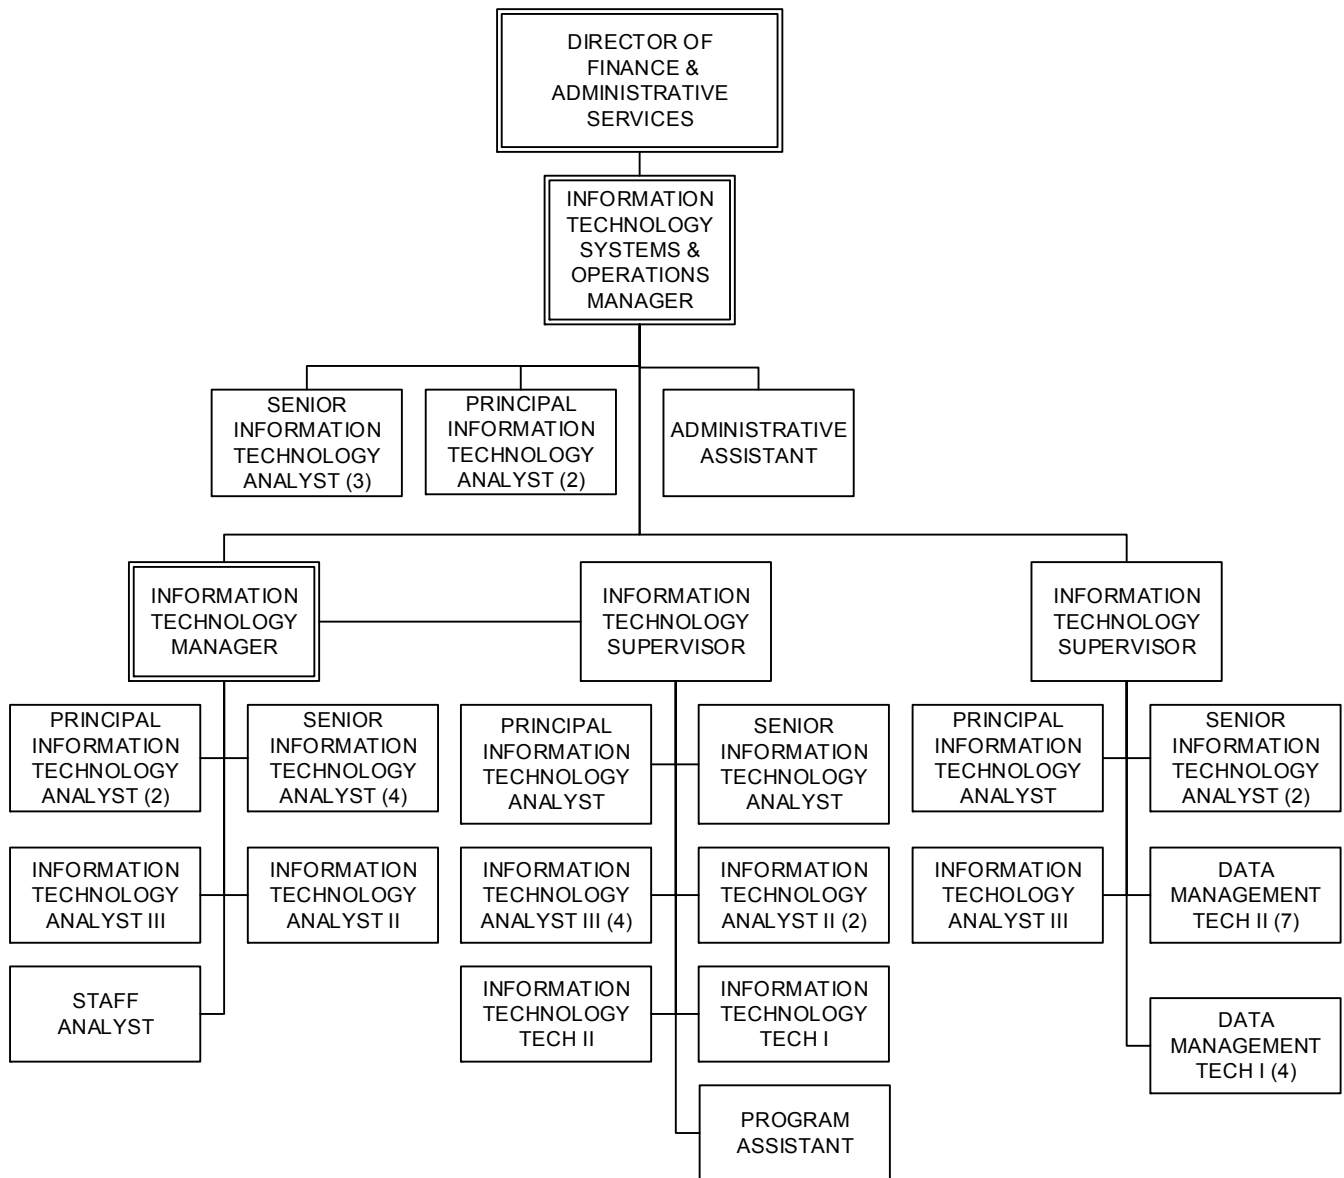 DIRECTOR OF
FINANCE &
ADMINISTRATIVE
SERVICES
INFORMATION
TECHNOLOGY
SYSTEMS &
OPERATIONS
MANAGER
SENIOR
INFORMATION
TECHNOLOGY
ANALYST (3)
PRINCIPAL
INFORMATION
TECHNOLOGY
ANALYST (2)
ADMINISTRATIVE
ASSISTANT
INFORMATION
TECHNOLOGY
MANAGER
INFORMATION
TECHNOLOGY
SUPERVISOR
INFORMATION
TECHNOLOGY
SUPERVISOR
PRINCIPAL
INFORMATION
TECHNOLOGY
ANALYST (2)
SENIOR
INFORMATION
TECHNOLOGY
ANALYST (4)
PRINCIPAL
INFORMATION
TECHNOLOGY
ANALYST
SENIOR
INFORMATION
TECHNOLOGY
ANALYST
PRINCIPAL
INFORMATION
TECHNOLOGY
ANALYST
SENIOR
INFORMATION
TECHNOLOGY
ANALYST (2)
INFORMATION
TECHNOLOGY
ANALYST III
INFORMATION
TECHNOLOGY
ANALYST II
INFORMATION
TECHNOLOGY
ANALYST III (4)
INFORMATION
TECHNOLOGY
ANALYST II (2)
INFORMATION
TECHOLOGY
ANALYST III
DATA
MANAGEMENT
TECH II (7)
STAFF
ANALYST
INFORMATION
TECHNOLOGY
TECH II
INFORMATION
TECHNOLOGY
TECH I
DATA
MANAGEMENT
TECH I (4)
PROGRAM
ASSISTANT